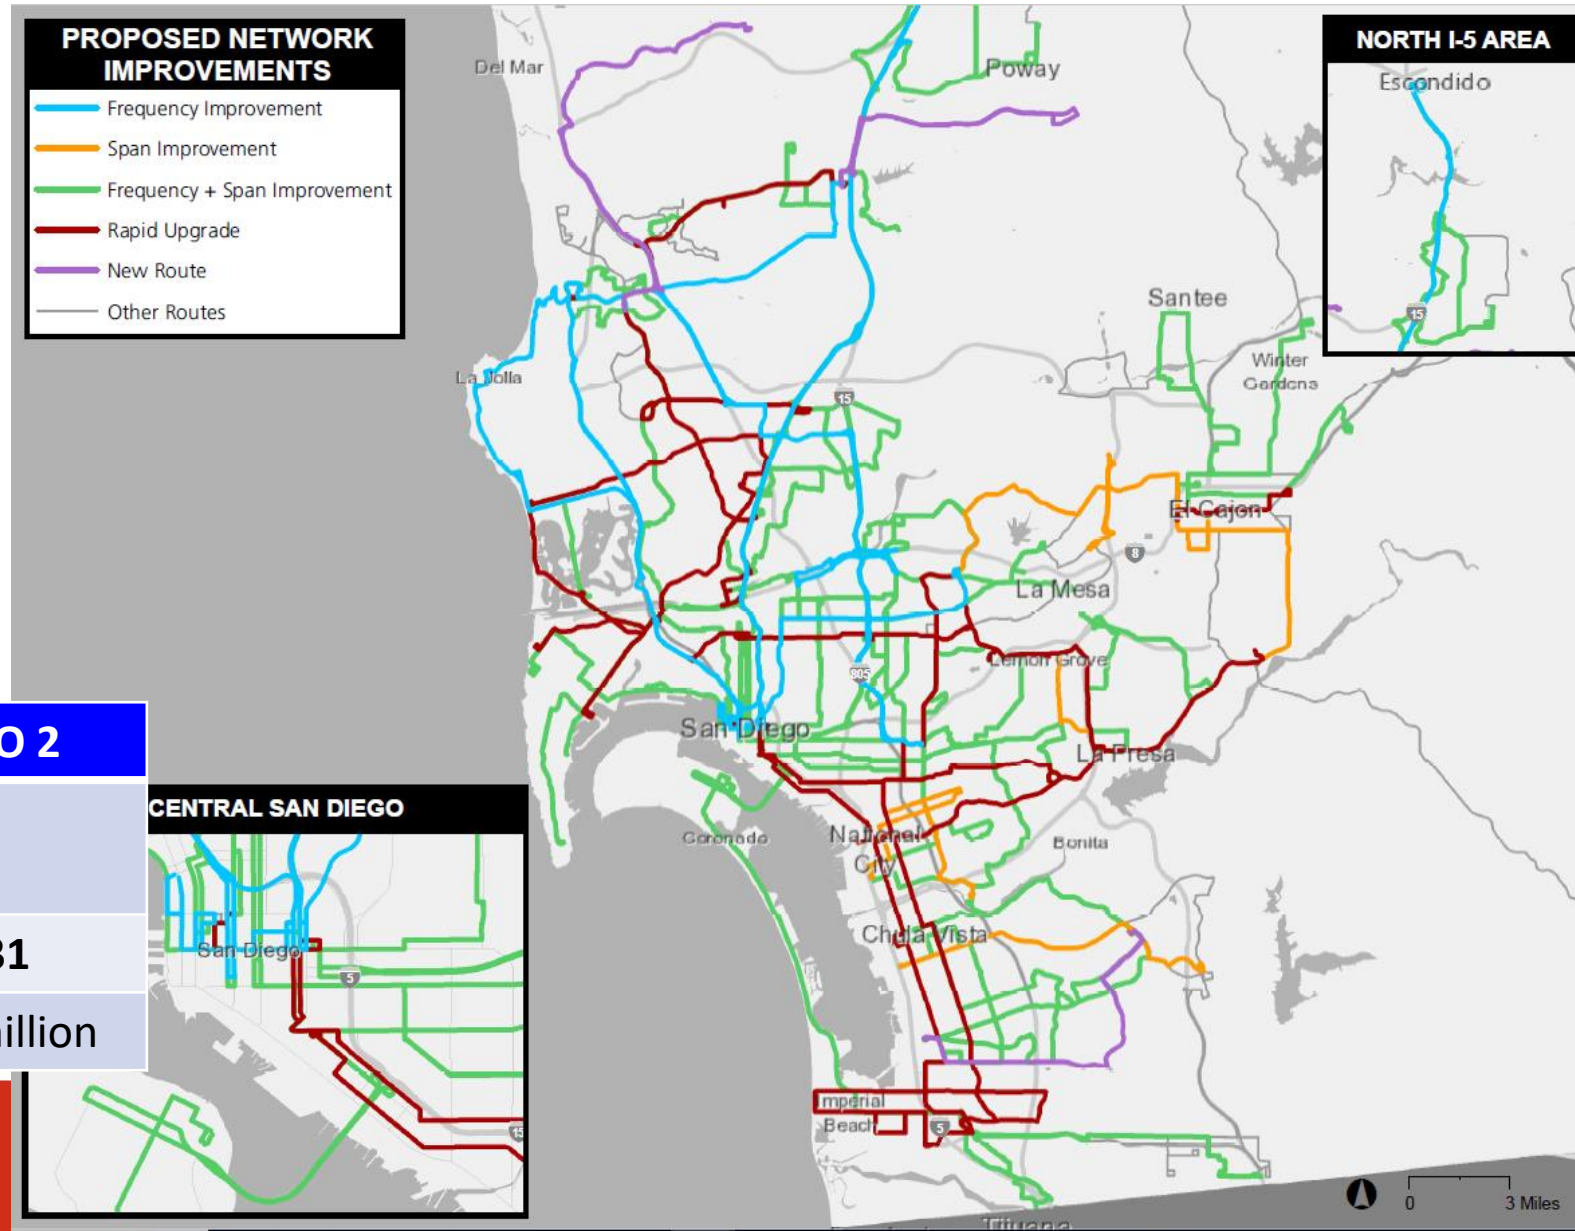 PROPOSED NETWORK
IMPROVEMENTS
Frequency Improvement
Span Improvement
Frequency + Span Improvement
Rapid Upgrade
New Route
Other Routes
NORTH I-5 AREA
Escondido
15
Del Mar
Poway
Santee
Winter
Gardens
La Jolla
15
El Cajon
8
La Mesa
Lemon Grove
805
San Diego
La Presa
Coronado
National
City
Bonita
Chula Vista
Imperial
Beach
5
Tijuana
0 3 Miles
O 2
31
illion
CENTRAL SAN DIEGO
San Diego
5
15